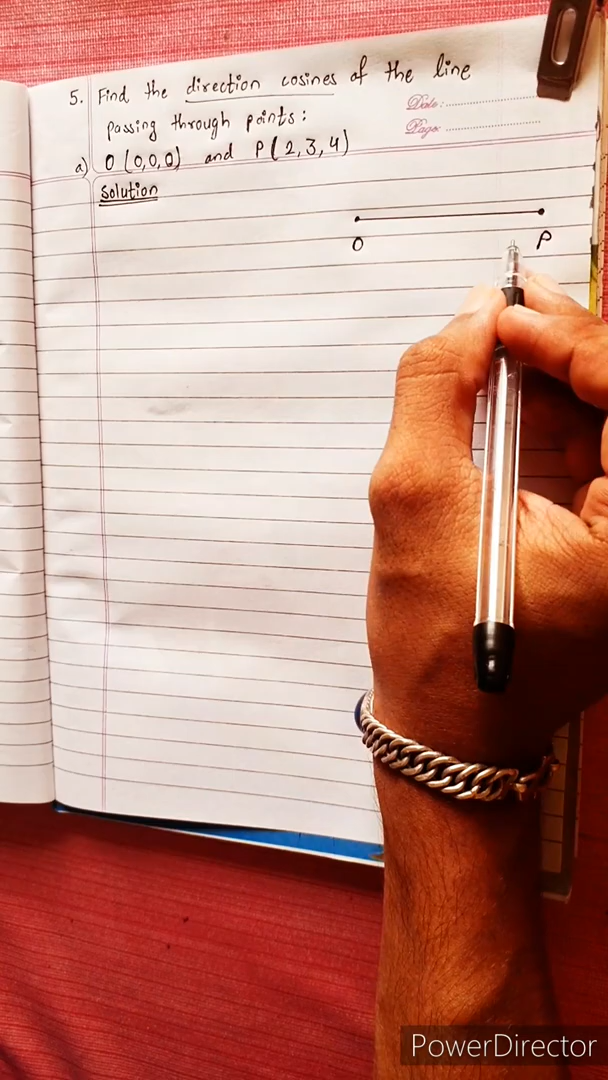 5. Find the direction cosines of the line
passing through points:
Date:
Page:
a) O (0,0,0) and P(2,3,4)
Solution
O P
PowerDirector